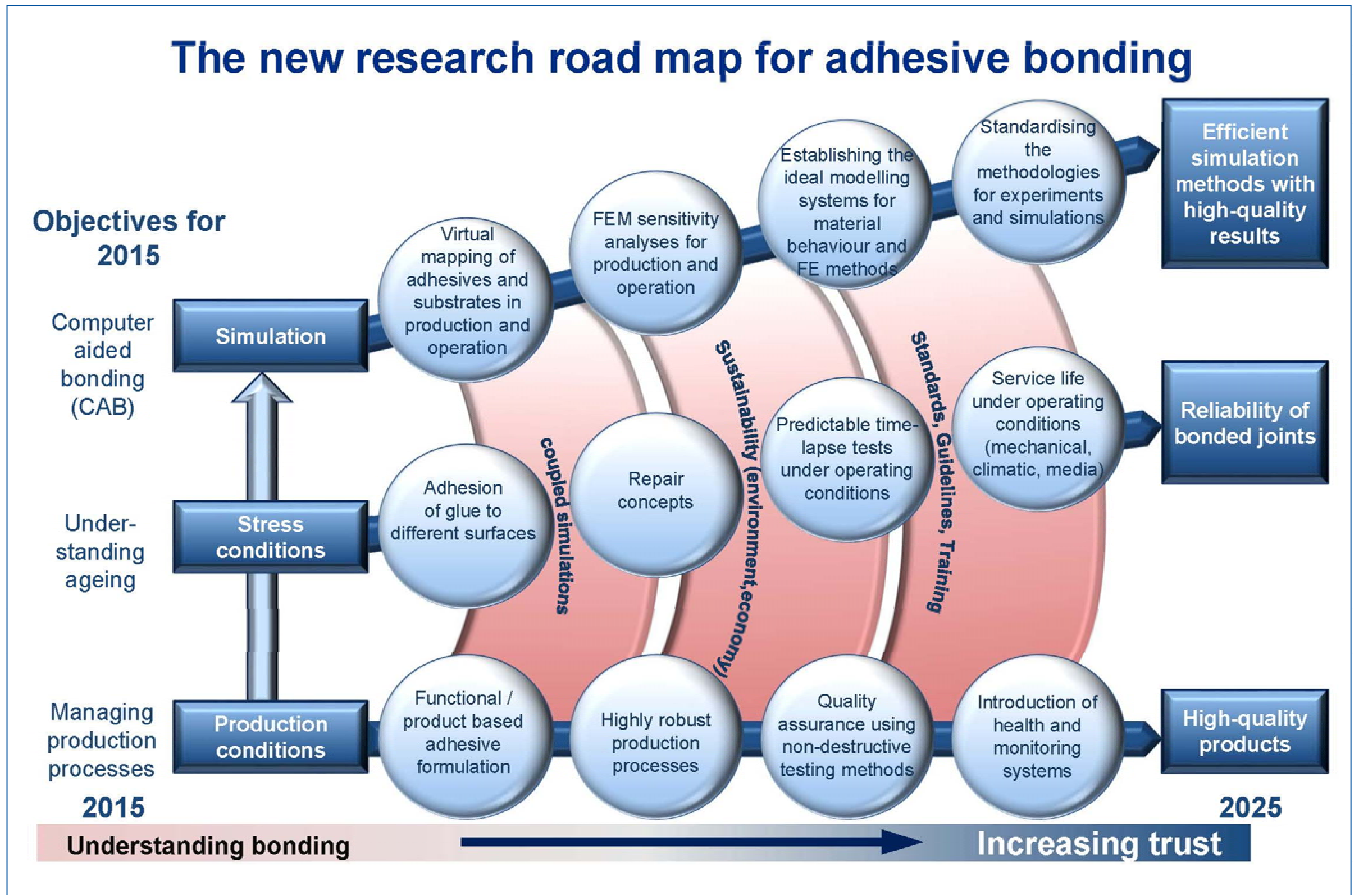 The new research road map for adhesive bonding
Objectives for
2015
Computer
aided
bonding
(CAB)
Simulation
Virtual
mapping of
adhesives and
substrates in
production and
operation
FEM sensitivity
analyses for
production and
operation
Establishing the
ideal modelling
systems for
material
behaviour and
FE methods
Standardising
the
methodologies
for experiments
and simulations
Efficient
simulation
methods with
high-quality
results
Under-
standing
ageing
Stress
conditions
Adhesion
of glue to
different surfaces
coupled simulations
Repair
concepts
Sustainability (environment,economy)
Predictable time-
lapse tests
under operating
conditions
Standards, Guidelines, Training
Service life
under operating
conditions
(mechanical,
climatic, media)
Reliability of
bonded joints
Managing
production
processes
Production
conditions
Functional /
product based
adhesive
formulation
Highly robust
production
processes
Quality
assurance using
non-destructive
testing methods
Introduction of
health and
monitoring
systems
High-quality
products
2015
2025
Understanding bonding
Increasing trust